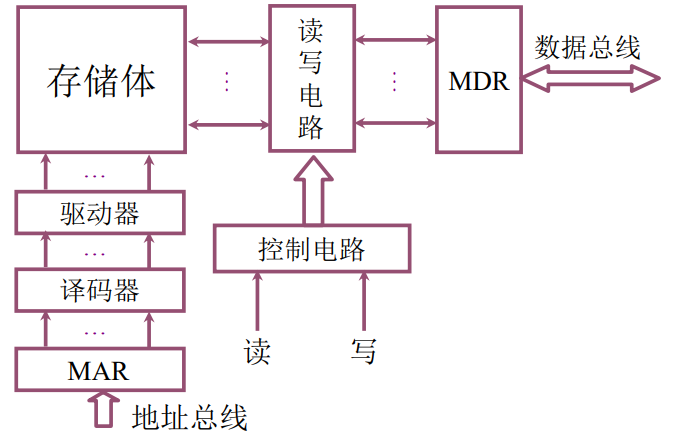 存储体
读
写
电
路
MDR
数据总线
…
…
…
驱动器
控制电路
…
译码器
…
读
写
MAR
地址总线